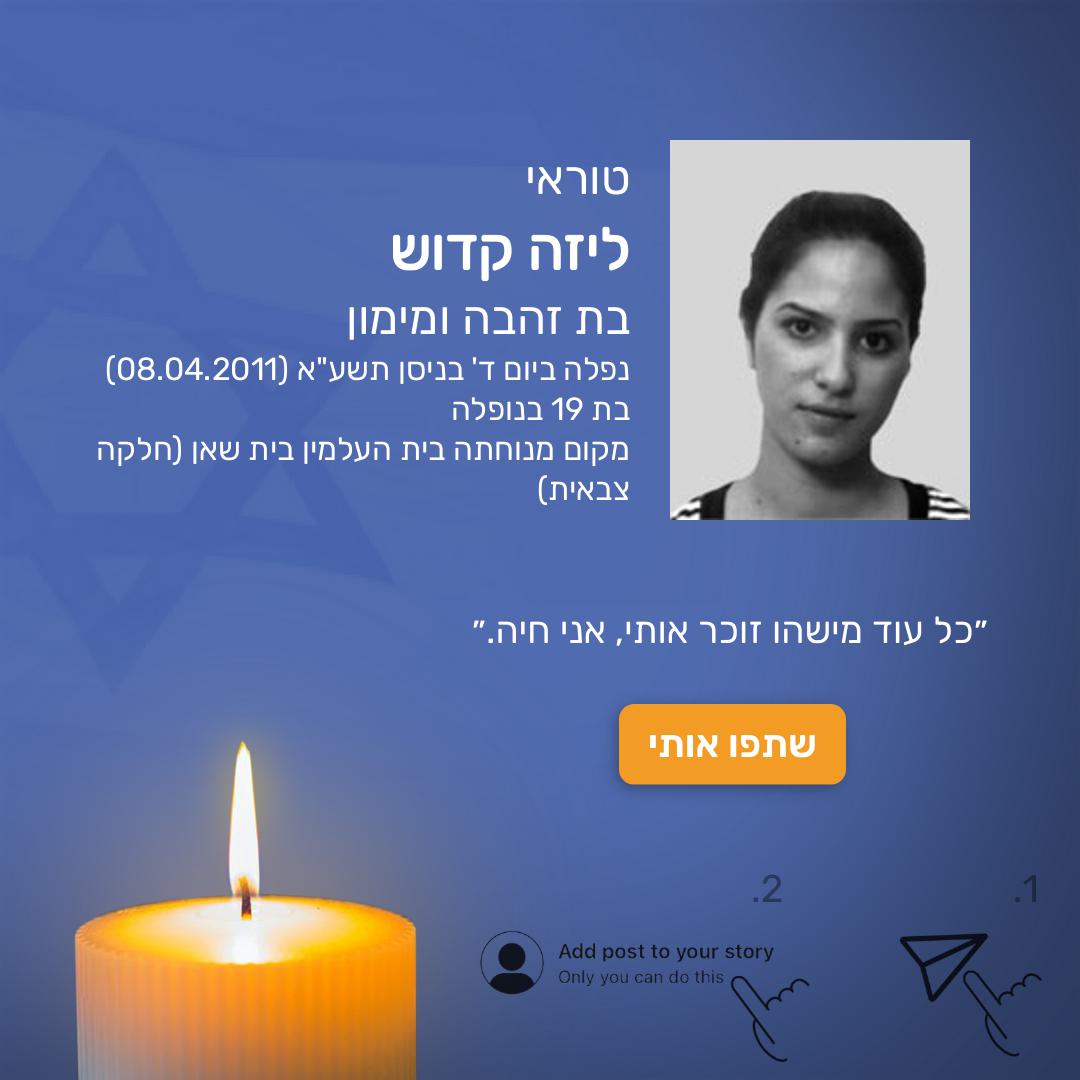 טוראי
ליזה קדוש
בת זהבה ומימון
נפלה ביום ד' בניסן תשע"א (08.04.2011)
בת 19 בנופלה
מקום מנוחתה בית העלמין בית שאן (חלקה
צבאית)
״כל עוד מישהו זוכר אותי, אני חיה.״
שתפו אותי
.1
.2
Add post to your story
Only you can do this